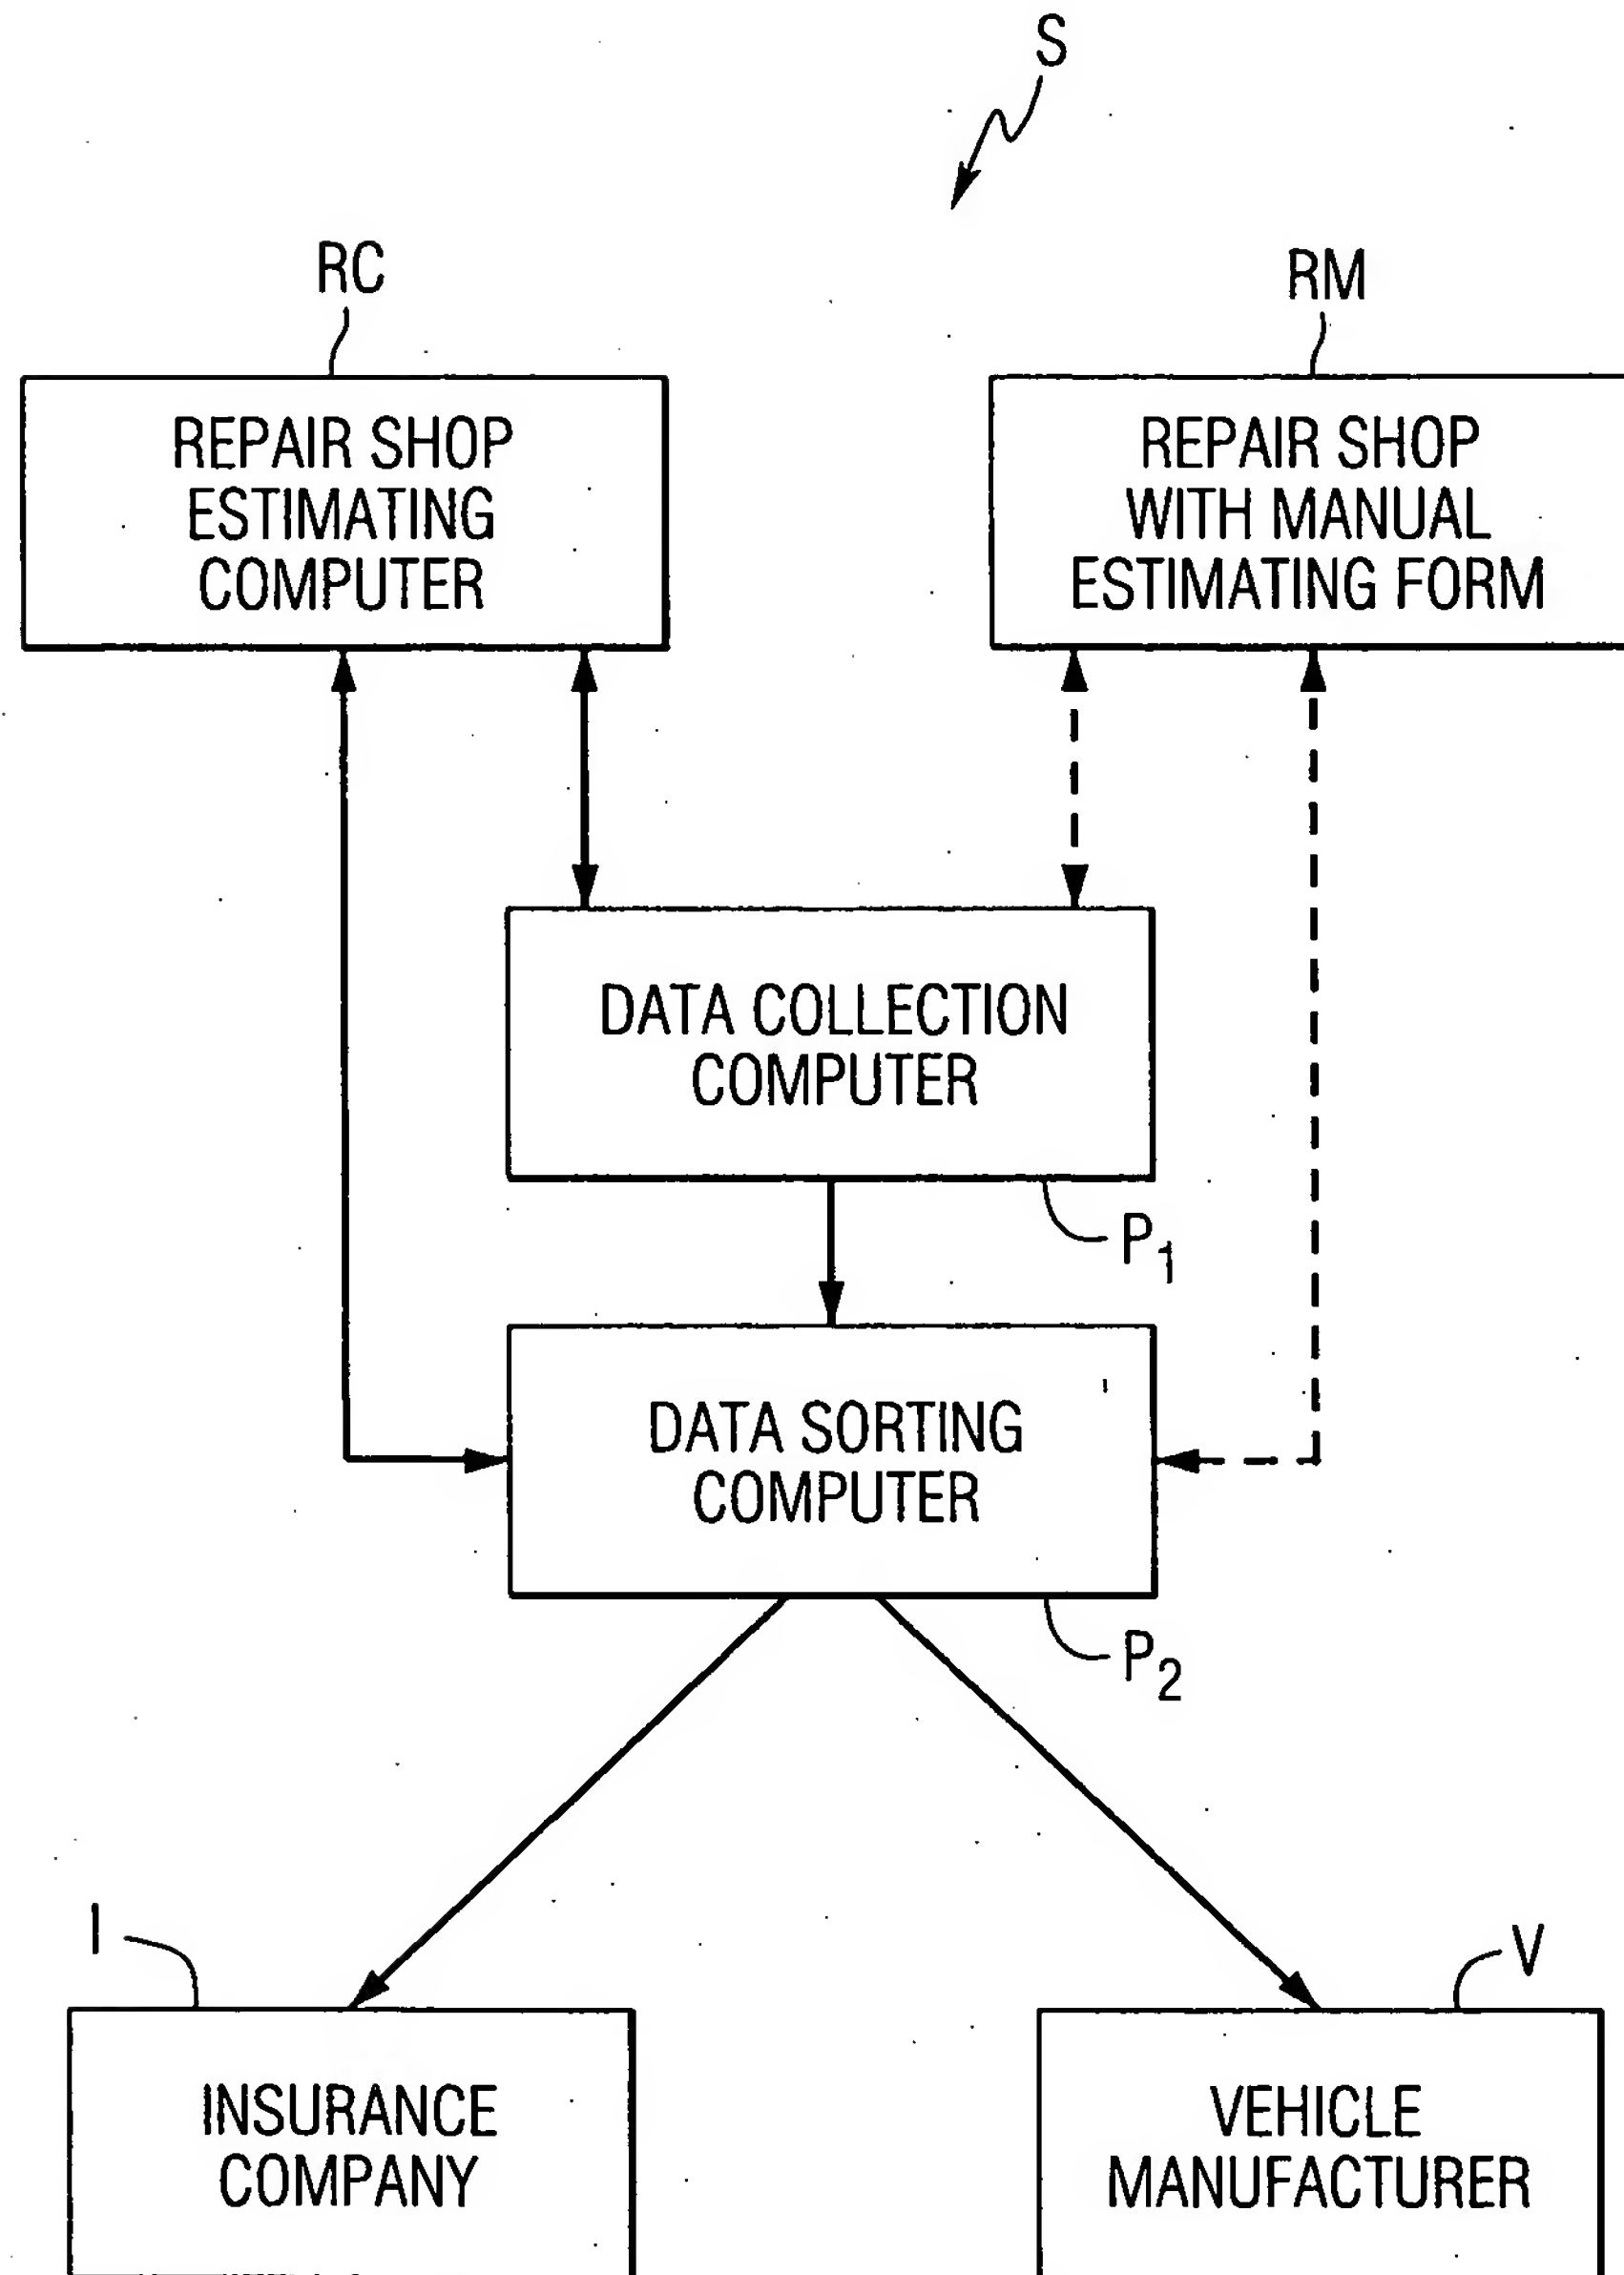 S
RC
RM
REPAIR SHOP
ESTIMATING
COMPUTER
REPAIR SHOP
WITH MANUAL
ESTIMATING FORM
DATA COLLECTION
COMPUTER
P1
DATA SORTING
COMPUTER
P2
I
V
INSURANCE
COMPANY
VEHICLE
MANUFACTURER